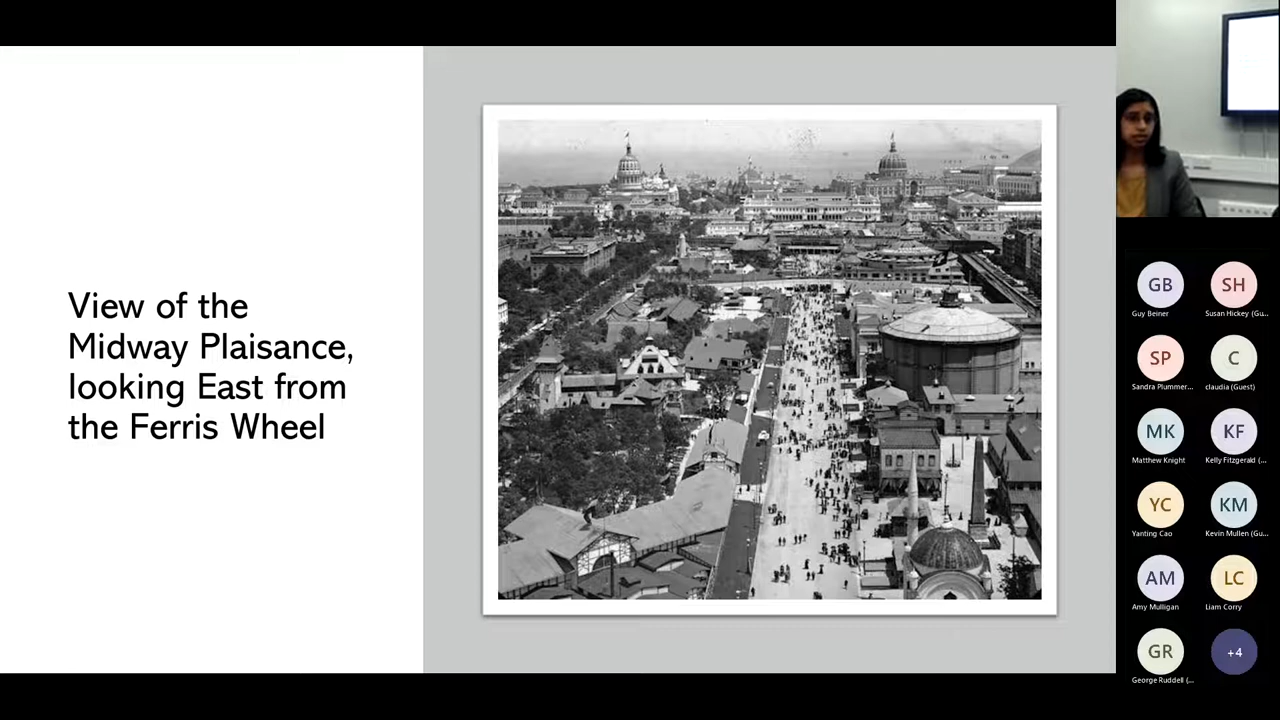 View of the
Midway Plaisance,
looking East from
the Ferris Wheel
GB
Guy Beiner
SH
Susan Hickey (Gu...
SP
Sandra Plummer...
C
claudia (Guest)
MK
Matthew Knight
KF
Kelly Fitzgerald (...
YC
Yanting Cao
KM
Kevin Mullen (Gu...
AM
Amy Mulligan
LC
Liam Corry
GR
George Ruddell (...
+4